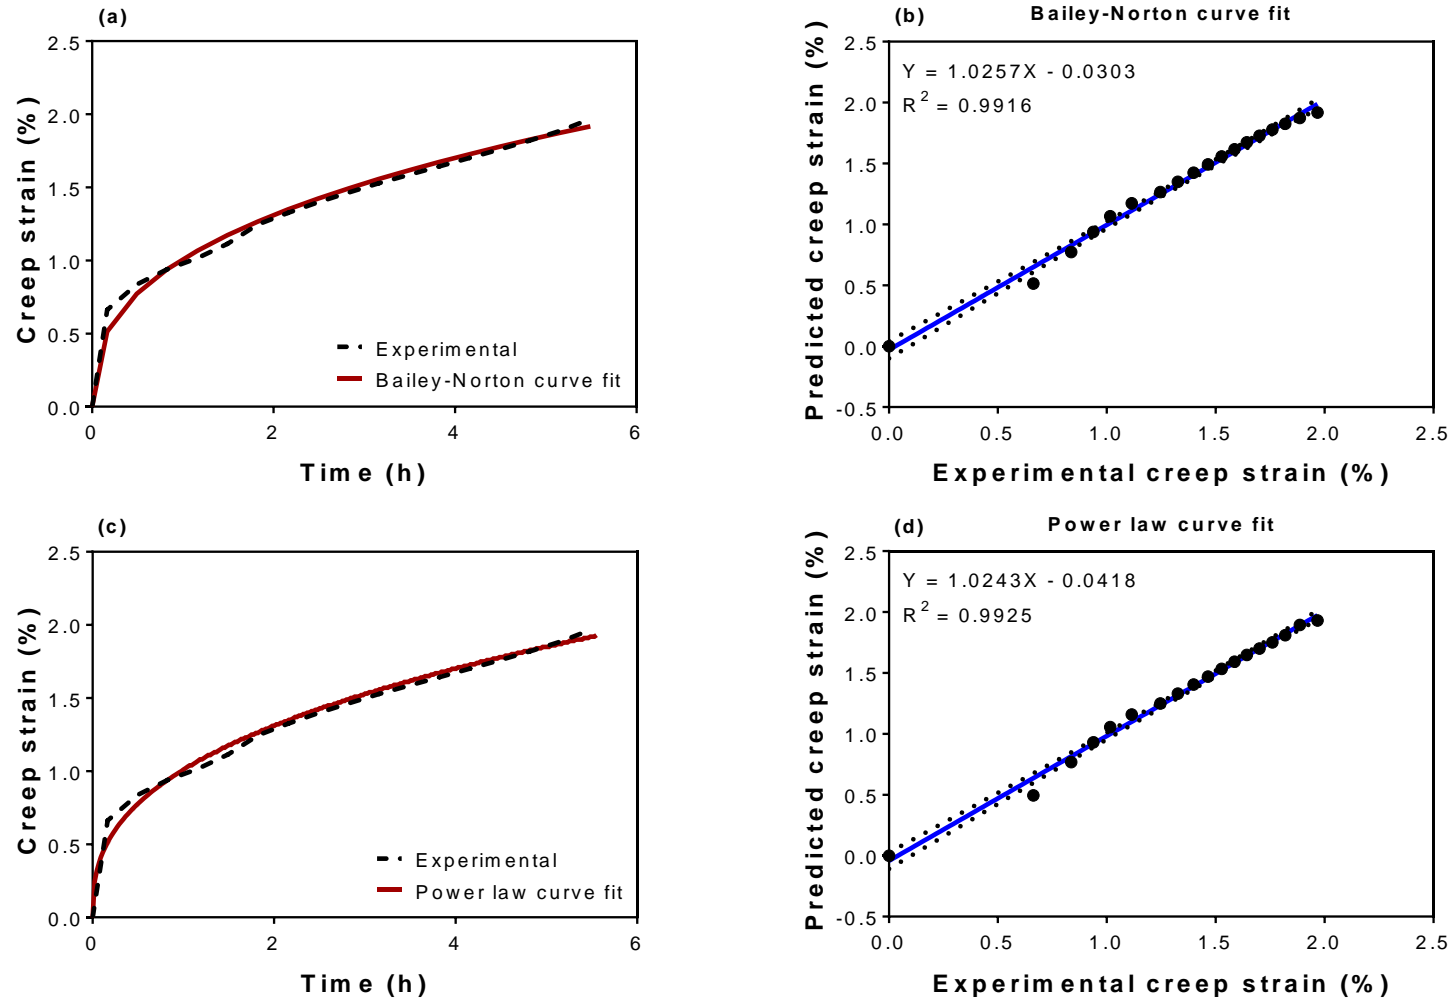 (a)
Creep strain (%)
2.5
2.0
1.5
1.0
0.5
0.0
Experimental
Bailey-Norton curve fit
0 2 4 6
Time (h)
(b) Bailey-Norton curve fit
Predicted creep strain (%)
2.5
2.0
1.5
1.0
0.5
0.0
-0.5
Y = 1.0257X - 0.0303
R² = 0.9916
0.0 0.5 1.0 1.5 2.0 2.5
Experimental creep strain (%)
(c)
Creep strain (%)
2.5
2.0
1.5
1.0
0.5
0.0
Experimental
Power law curve fit
0 2 4 6
Time (h)
(d) Power law curve fit
Predicted creep strain (%)
2.5
2.0
1.5
1.0
0.5
0.0
-0.5
Y = 1.0243X - 0.0418
R² = 0.9925
0.0 0.5 1.0 1.5 2.0 2.5
Experimental creep strain (%)